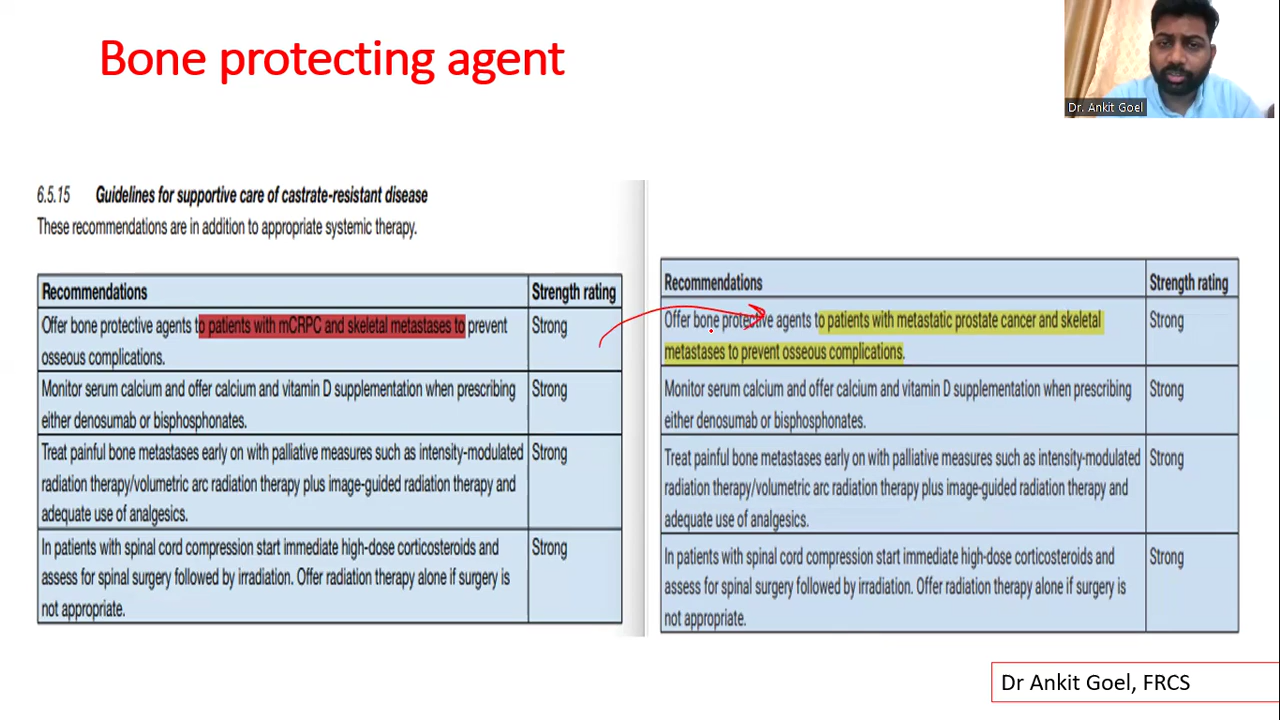 Bone protecting agent
Dr. Ankit Goel
6.5.15 Guidelines for supportive care of castrate-resistant disease
These recommendations are in addition to appropriate systemic therapy.
Recommendations Strength rating
Offer bone protective agents to patients with mCRPC and skeletal metastases to prevent Strong
osseous complications.
Monitor serum calcium and offer calcium and vitamin D supplementation when prescribing Strong
either denosumab or bisphosphonates.
Treat painful bone metastases early on with palliative measures such as intensity-modulated Strong
radiation therapy/volumetric arc radiation therapy plus image-guided radiation therapy and
adequate use of analgesics.
In patients with spinal cord compression start immediate high-dose corticosteroids and Strong
assess for spinal surgery followed by irradiation. Offer radiation therapy alone if surgery is
not appropriate.
Recommendations Strength rating
Offer bone protective agents to patients with metastatic prostate cancer and skeletal Strong
metastases to prevent osseous complications.
Monitor serum calcium and offer calcium and vitamin D supplementation when prescribing Strong
either denosumab or bisphosphonates.
Treat painful bone metastases early on with palliative measures such as intensity-modulated Strong
radiation therapy/volumetric arc radiation therapy plus image-guided radiation therapy and
adequate use of analgesics.
In patients with spinal cord compression start immediate high-dose corticosteroids and Strong
assess for spinal surgery followed by irradiation. Offer radiation therapy alone if surgery is
not appropriate.
Dr Ankit Goel, FRCS